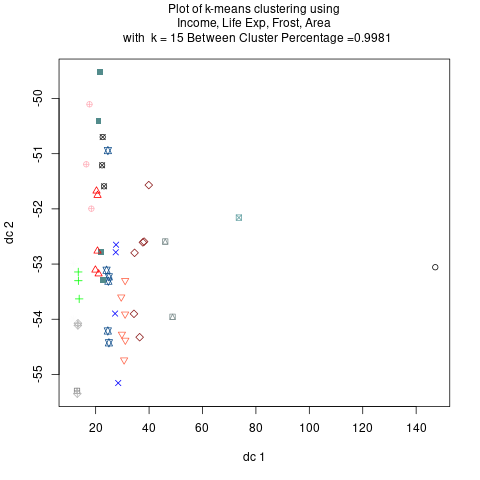 Plot of k-means clustering using
Income, Life Exp, Frost, Area
with k = 15 Between Cluster Percentage =0.9981
-50
-51
-52
-53
-54
-55
dc 2
20
40
60
80
100
120
140
dc 1